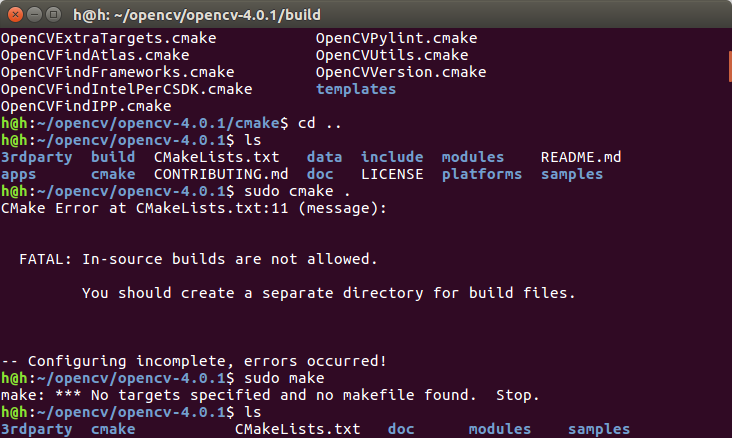 h@h: ~/opencv/opencv-4.0.1/build
OpenCVExtraTargets.cmake OpenCVPylint.cmake
OpenCVFindAtlas.cmake OpenCVUtils.cmake
OpenCVFindFrameworks.cmake OpenCVVersion.cmake
OpenCVFindIntelPerCSDK.cmake templates
OpenCVFindIPP.cmake
h@h:~/opencv/opencv-4.0.1/cmake$ cd ..
h@h:~/opencv/opencv-4.0.1$ ls
3rdparty build CMakeLists.txt data include modules README.md
apps cmake CONTRIBUTING.md doc LICENSE platforms samples
h@h:~/opencv/opencv-4.0.1$ sudo cmake .
CMake Error at CMakeLists.txt:11 (message):
FATAL: In-source builds are not allowed.
You should create a separate directory for build files.
-- Configuring incomplete, errors occurred!
h@h:~/opencv/opencv-4.0.1$ sudo make
make: *** No targets specified and no makefile found.  Stop.
h@h:~/opencv/opencv-4.0.1$ ls
3rdparty cmake CMakeLists.txt doc modules samples